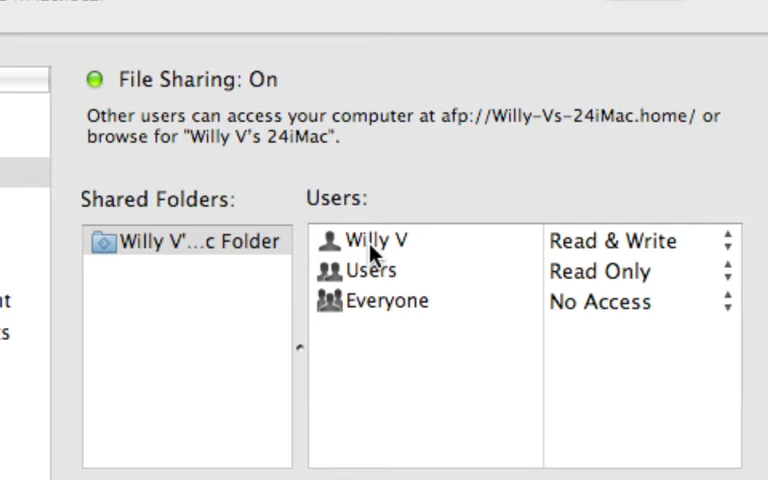 File Sharing: On
Other users can access your computer at afp://Willy-Vs-24iMac.home/ or
browse for "Willy V's 24iMac".
Shared Folders:
Users:
Willy V'...c Folder
Willy V
Read & Write
Users
Read Only
Everyone
No Access